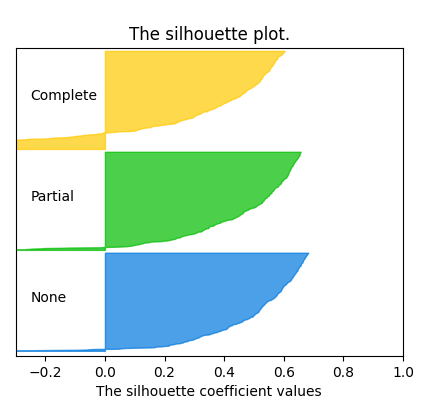 The silhouette plot.
Complete
Partial
None
−0.2 0.0 0.2 0.4 0.6 0.8 1.0
The silhouette coefficient values